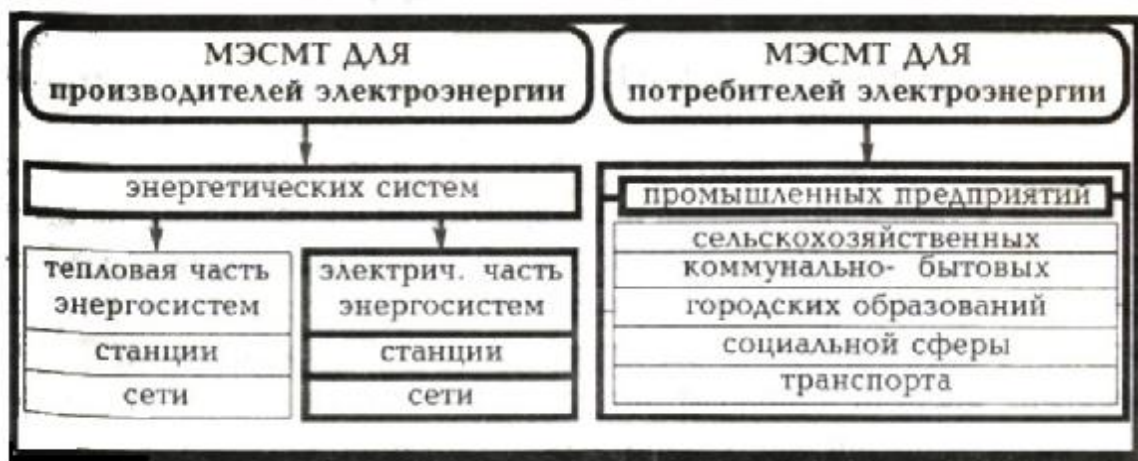 МЭСМТ ДЛЯ
производителей электроэнергии
МЭСМТ ДЛЯ
потребителей электроэнергии
энергетических систем
тепловая часть
энергосистем
станции
сети
электрич. часть
энергосистем
станции
сети
промышленных предприятий
сельскохозяйственных
коммунально- бытовых
городских образований
социальной сферы
транспорта